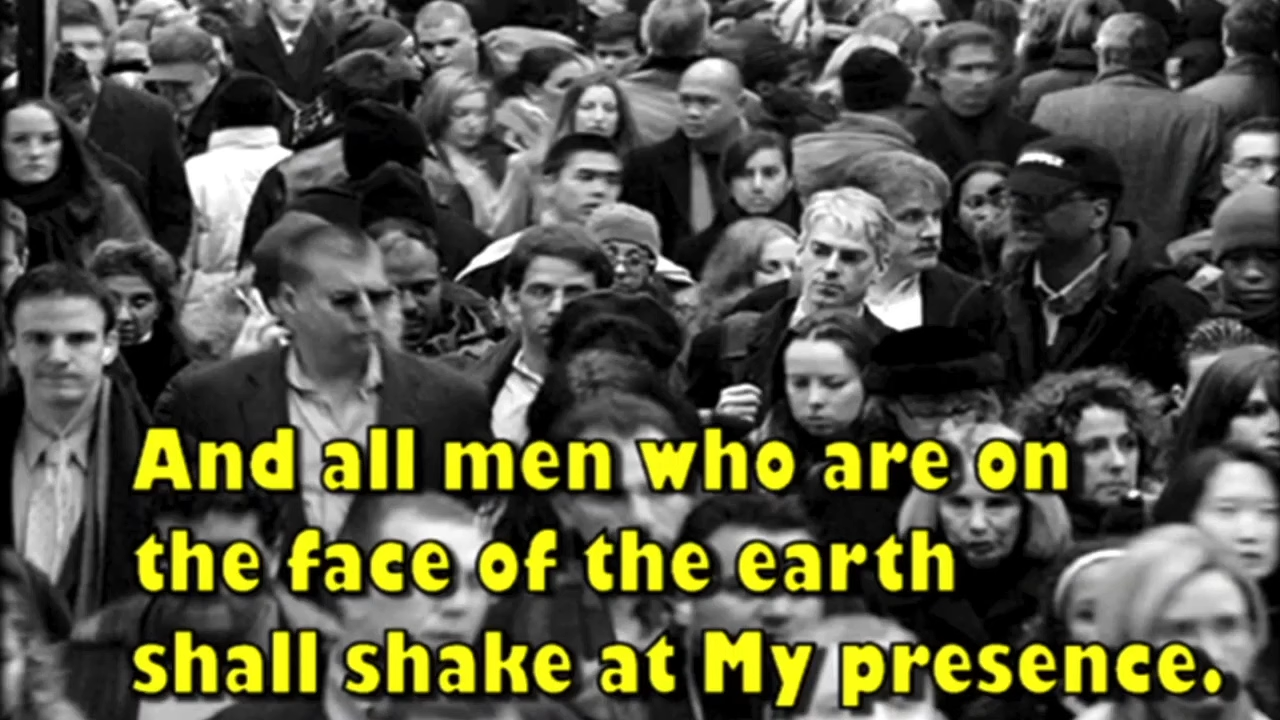 And all men who are on
the face of the earth
shall shake at My presence.